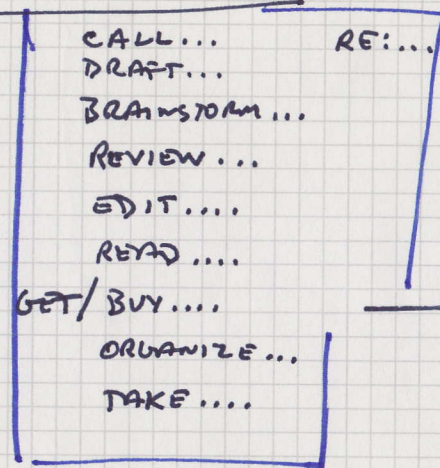 CALL... RE:...
DRAFT...
BRAINSTORM...
REVIEW...
EDIT....
READ....
GET/BUY....
ORGANIZE...
TAKE....